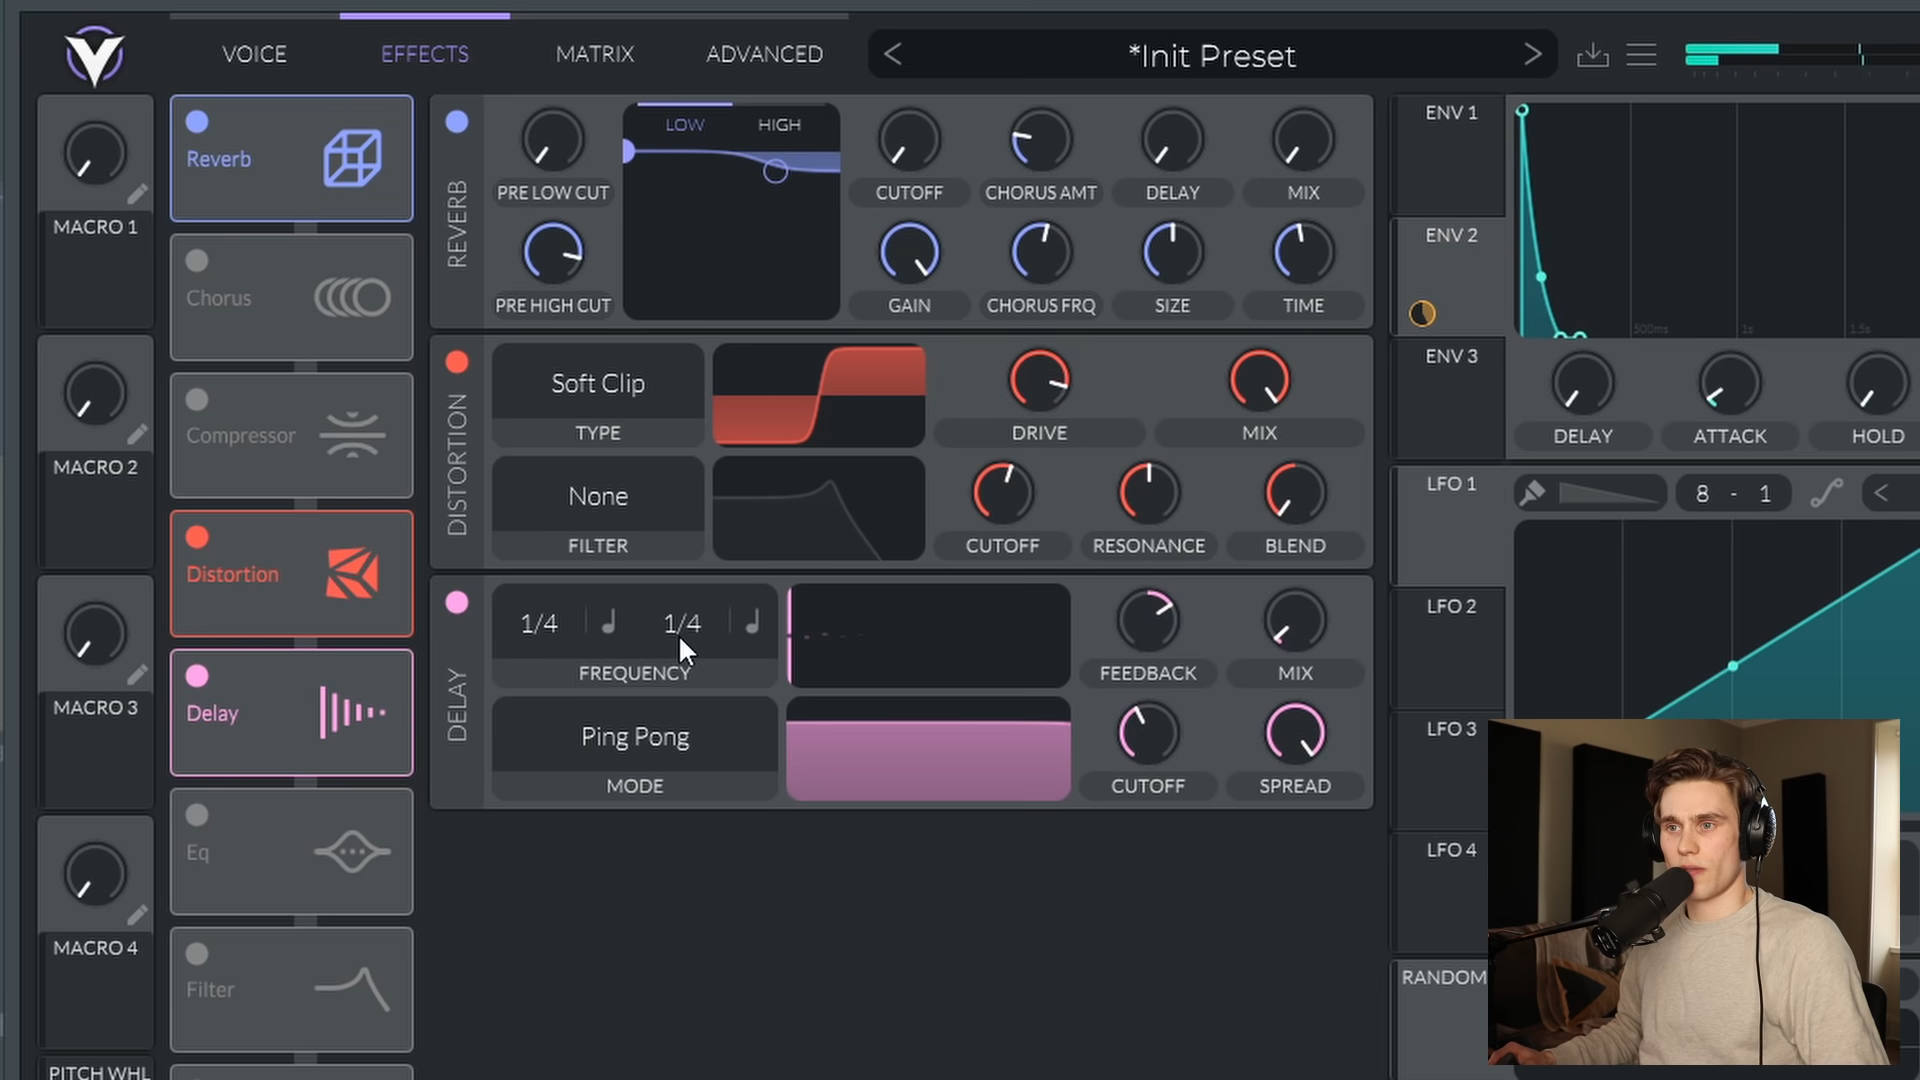 VOICE
EFFECTS
MATRIX
ADVANCED
*Init Preset
MACRO 1
MACRO 2
MACRO 3
MACRO 4
PITCH WHL
Reverb
Chorus
Compressor
Distortion
Delay
Eq
Filter
REVERB
PRE LOW CUT
LOW
HIGH
CUTOFF
CHORUS AMT
DELAY
MIX
PRE HIGH CUT
GAIN
CHORUS FRQ
SIZE
TIME
DISTORTION
Soft Clip
TYPE
DRIVE
MIX
None
FILTER
CUTOFF
RESONANCE
BLEND
DELAY
1/4
1/4
FREQUENCY
FEEDBACK
MIX
Ping Pong
MODE
CUTOFF
SPREAD
ENV 1
ENV 2
ENV 3
500ms
1s
1.5s
DELAY
ATTACK
HOLD
LFO 1
8 - 1
LFO 2
LFO 3
LFO 4
RANDOM